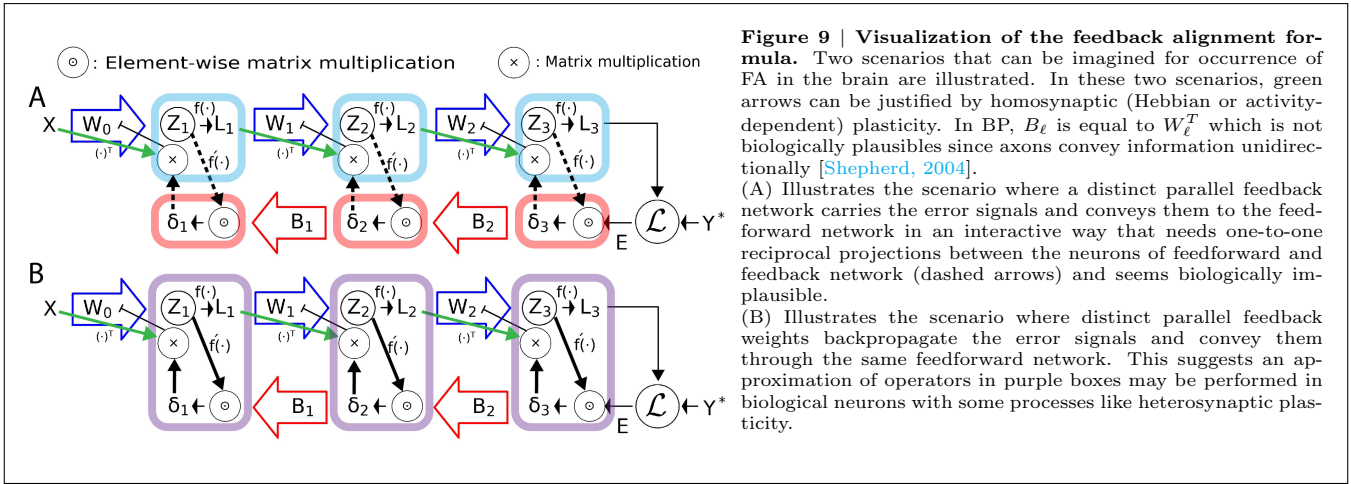 ⊙ : Element-wise matrix multiplication
× : Matrix multiplication
A
X W₀ (·)ᵀ Z₁ f(·) L₁ f′(·) × W₁ (·)ᵀ Z₂ f(·) L₂ f′(·) × W₂ (·)ᵀ Z₃ f(·) L₃ f′(·) ×
δ₁ ⊙ B₁ δ₂ ⊙ B₂ δ₃ ⊙ E ℒ Y*
B
X W₀ (·)ᵀ Z₁ f(·) L₁ f′(·) × W₁ (·)ᵀ Z₂ f(·) L₂ f′(·) × W₂ (·)ᵀ Z₃ f(·) L₃ f′(·) ×
δ₁ ⊙ B₁ δ₂ ⊙ B₂ δ₃ ⊙ E ℒ Y*
Figure 9 | Visualization of the feedback alignment for-
mula. Two scenarios that can be imagined for occurrence of
FA in the brain are illustrated. In these two scenarios, green
arrows can be justified by homosynaptic (Hebbian or activity-
dependent) plasticity. In BP, Bℓ is equal to Wℓᵀ which is not
biologically plausibles since axons convey information unidirec-
tionally [Shepherd, 2004].
(A) Illustrates the scenario where a distinct parallel feedback
network carries the error signals and conveys them to the feed-
forward network in an interactive way that needs one-to-one
reciprocal projections between the neurons of feedforward and
feedback network (dashed arrows) and seems biologically im-
plausible.
(B) Illustrates the scenario where distinct parallel feedback
weights backpropagate the error signals and convey them
through the same feedforward network. This suggests an ap-
proximation of operators in purple boxes may be performed in
biological neurons with some processes like heterosynaptic plas-
ticity.